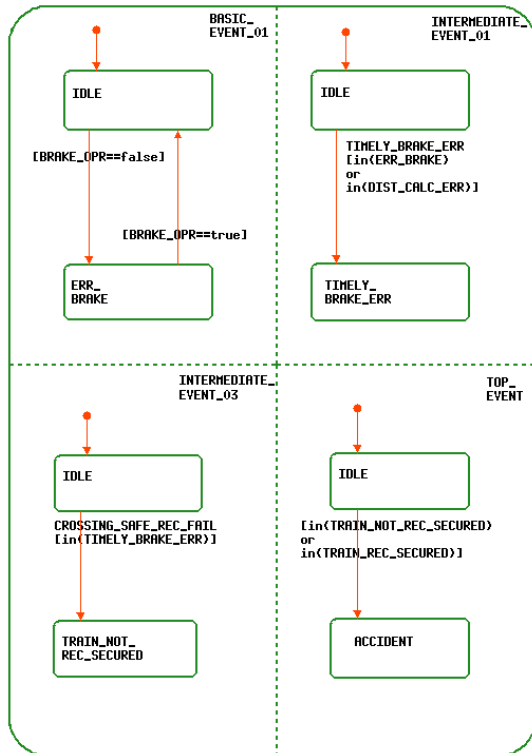 BASIC_
EVENT_01
IDLE
[BRAKE_OPR==false]
[BRAKE_OPR==true]
ERR_
BRAKE
INTERMEDIATE_
EVENT_01
IDLE
TIMELY_BRAKE_ERR
[in(ERR_BRAKE)
or
in(DIST_CALC_ERR)]
TIMELY_
BRAKE_ERR
INTERMEDIATE_
EVENT_03
IDLE
CROSSING_SAFE_REC_FAIL
[in(TIMELY_BRAKE_ERR)]
TRAIN_NOT_
REC_SECURED
TOP_
EVENT
IDLE
[in(TRAIN_NOT_REC_SECURED)
or
in(TRAIN_REC_SECURED)]
ACCIDENT